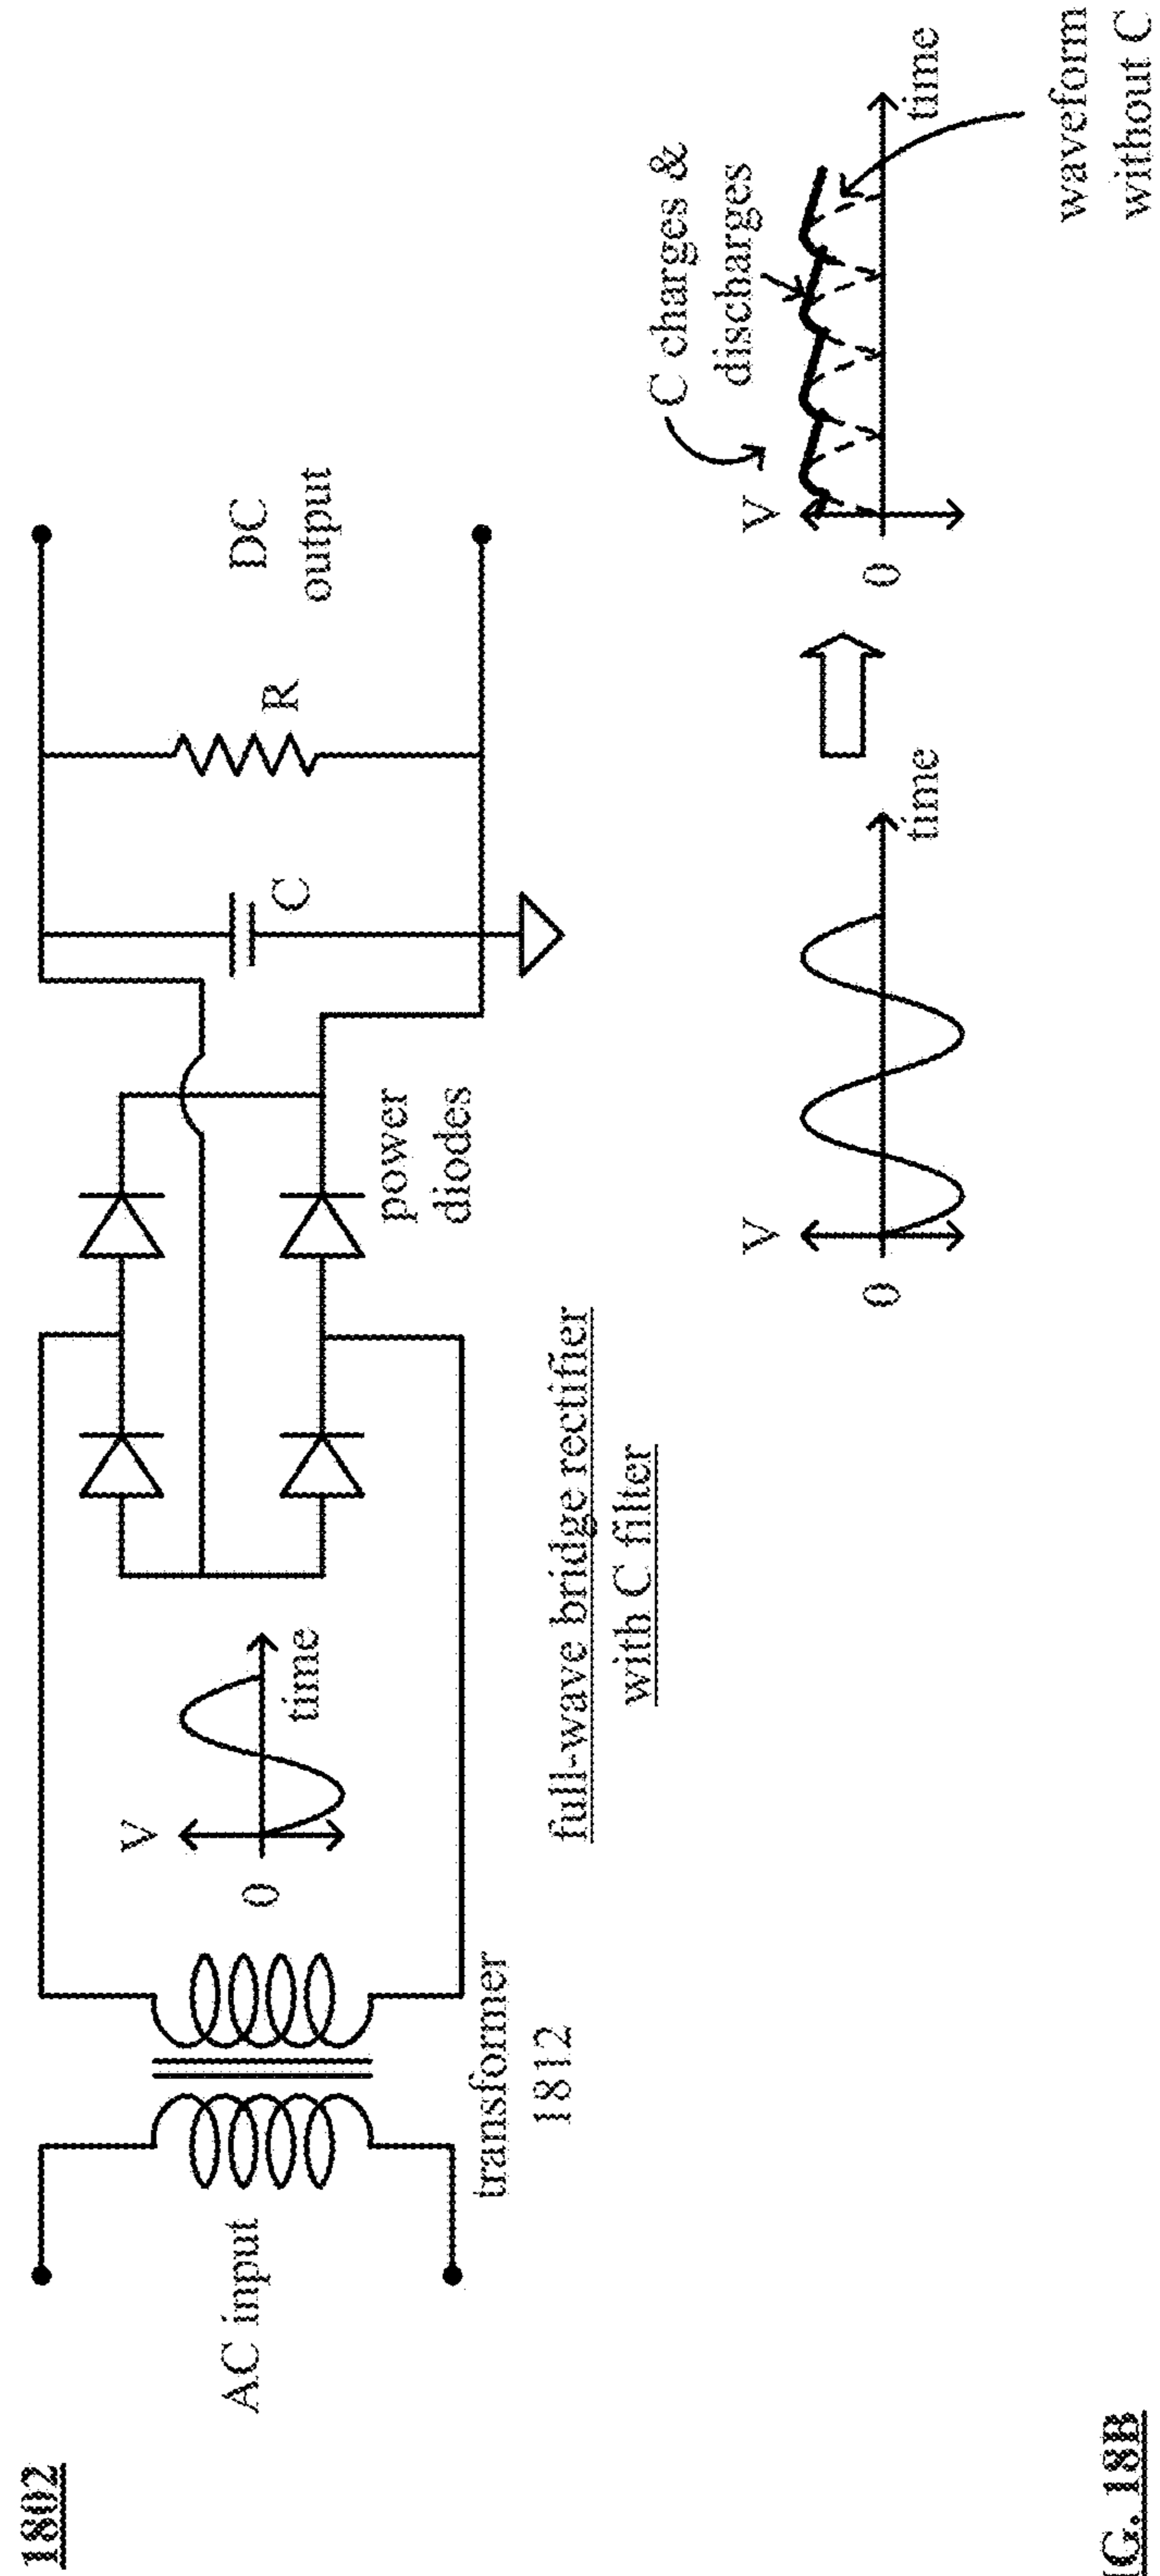 1802
AC input
transformer
1812
V
0
time
power
diodes
C
R
DC
output
full-wave bridge rectifier
with C filter
V
0
time
V
0
C charges &
discharges
time
waveform
without C
G. 18B